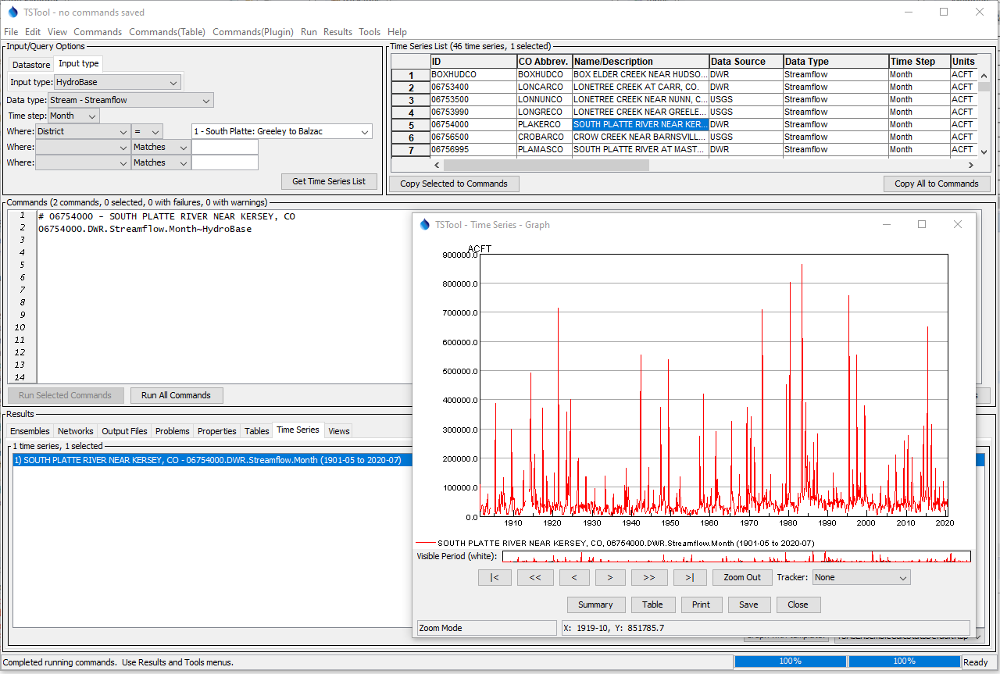 TSTool - no commands saved
File Edit View Commands Commands(Table) Commands(Plugin) Run Results Tools Help
Input/Query Options
Datastore Input type
Input type: HydroBase
Data type: Stream - Streamflow
Time step: Month
Where: District = 1 - South Platte: Greeley to Balzac
Where: Matches
Where: Matches
Get Time Series List
Time Series List (46 time series, 1 selected)
ID CO Abbrev. Name/Description Data Source Data Type Time Step Units
1 BOXHUDCO BOXHUDCO BOX ELDER CREEK NEAR HUDSO... DWR Streamflow Month ACFT
2 06753400 LONCARCO LONETREE CREEK AT CARR, CO. DWR Streamflow Month ACFT
3 06753500 LONNUNCO LONETREE CREEK NEAR NUNN, C... USGS Streamflow Month ACFT
4 06753990 LONGRECO LONETREE CREEK NEAR GREELE... USGS Streamflow Month ACFT
5 06754000 PLAKERCO SOUTH PLATTE RIVER NEAR KER... DWR Streamflow Month ACFT
6 06756500 CROBARCO CROW CREEK NEAR BARNSVILL... USGS Streamflow Month ACFT
7 06756995 PLAMASCO SOUTH PLATTE RIVER AT MAST... DWR Streamflow Month ACFT
Copy Selected to Commands Copy All to Commands
Commands (2 commands, 0 selected, 0 with failures, 0 with warnings)
1 # 06754000 - SOUTH PLATTE RIVER NEAR KERSEY, CO
2 06754000.DWR.Streamflow.Month~HydroBase
3
4
5
6
7
8
9
10
11
12
13
14
Run Selected Commands Run All Commands
Results
Ensembles Networks Output Files Problems Properties Tables Time Series Views
1 time series, 1 selected
1) SOUTH PLATTE RIVER NEAR KERSEY, CO - 06754000.DWR.Streamflow.Month (1901-05 to 2020-07)
TSTool - Time Series - Graph
ACFT
900000.0
800000.0
700000.0
600000.0
500000.0
400000.0
300000.0
200000.0
100000.0
0.0
1910 1920 1930 1940 1950 1960 1970 1980 1990 2000 2010 2020
SOUTH PLATTE RIVER NEAR KERSEY, CO, 06754000.DWR.Streamflow.Month (1901-05 to 2020-07)
Visible Period (white):
|< << < > >> >| Zoom Out Tracker: None
Summary Table Print Save Close
Zoom Mode X: 1919-10, Y: 851785.7
Completed running commands. Use Results and Tools menus. 100% 100% Ready